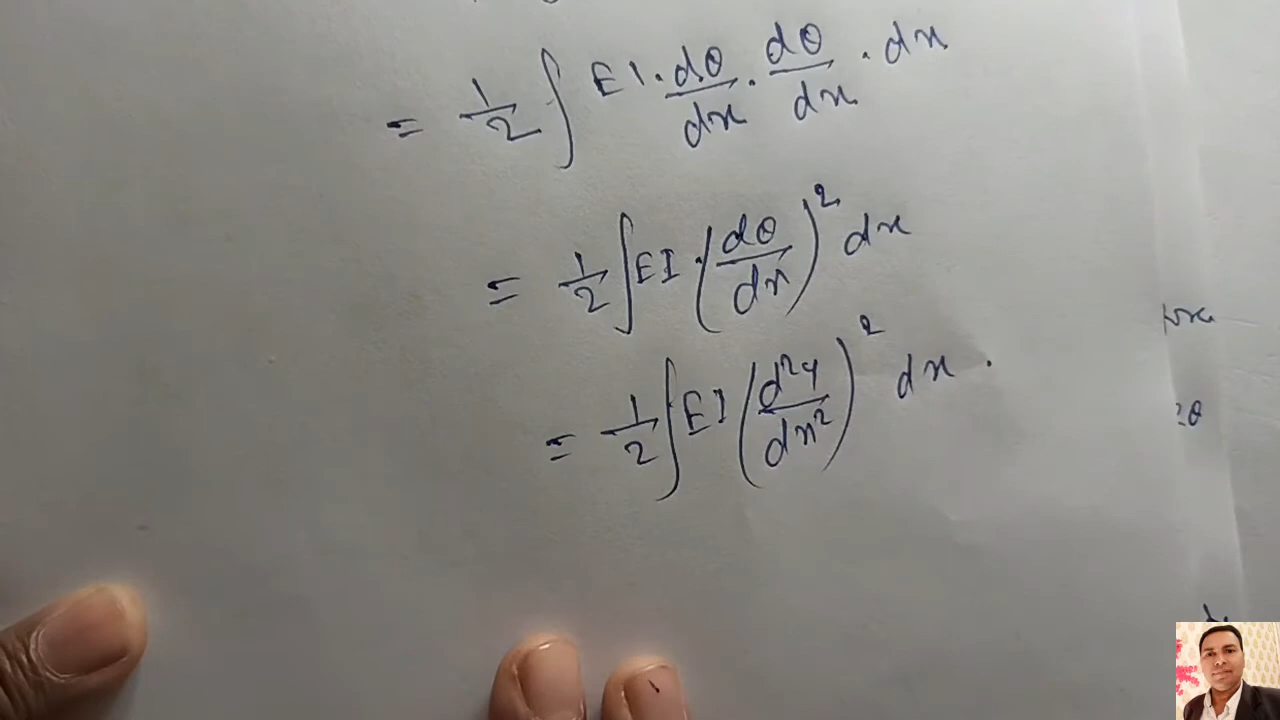 = 1/2 ∫ EI · dθ/dx · dθ/dx · dx
= 1/2 ∫ EI · (dθ/dx)² dx
= 1/2 ∫ EI (d²y/dx²)² dx .